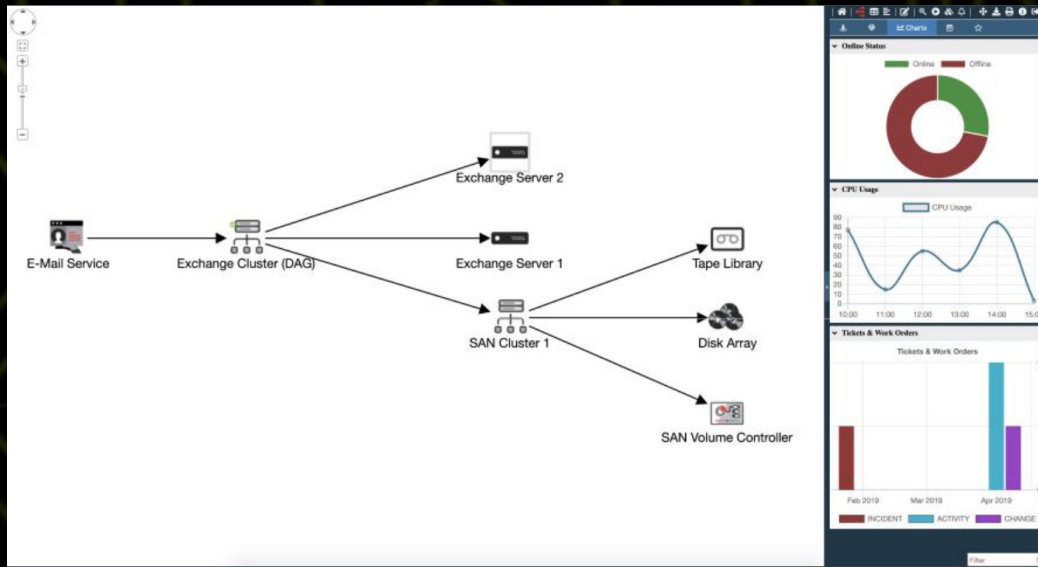 Exchange Server 2
E-Mail Service
Exchange Cluster (DAG)
Exchange Server 1
Tape Library
SAN Cluster 1
Disk Array
SAN Volume Controller
Charts
Online Status
Online
Offline
CPU Usage
CPU Usage
90
80
70
60
50
40
30
20
10
0
10:00 11:00 12:00 13:00 14:00 15:0
Tickets & Work Orders
Tickets & Work Orders
Feb 2019 Mar 2019 Apr 2019
INCIDENT ACTIVITY CHANGE
Filter